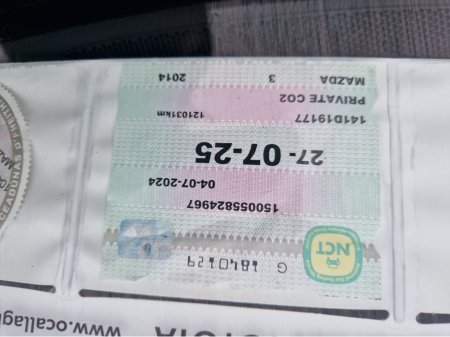 NCT G 1840129
150055824967
04-07-2024
27-07-25
141D19177 121031km
PRIVATE CO2
MAZDA 3 2014
www.ocallag